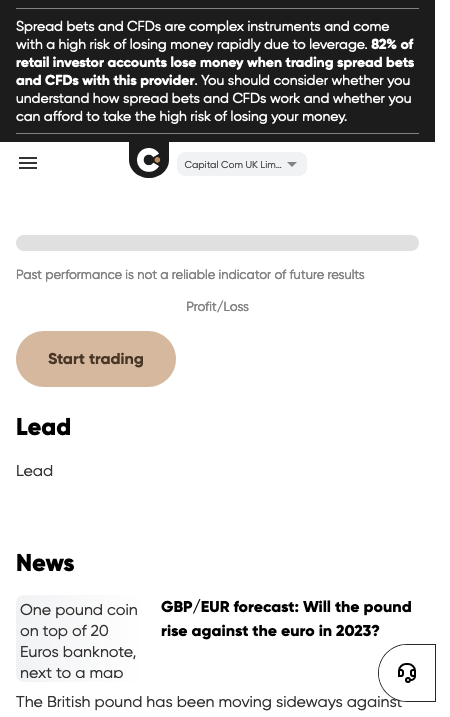 Spread bets and CFDs are complex instruments and come
with a high risk of losing money rapidly due to leverage. 82% of
retail investor accounts lose money when trading spread bets
and CFDs with this provider. You should consider whether you
understand how spread bets and CFDs work and whether you
can afford to take the high risk of losing your money.
Capital Com UK Lim...
Past performance is not a reliable indicator of future results
Profit/Loss
Start trading
Lead
Lead
News
One pound coin
on top of 20
Euros banknote,
next to a map
GBP/EUR forecast: Will the pound
rise against the euro in 2023?
The British pound has been moving sideways against